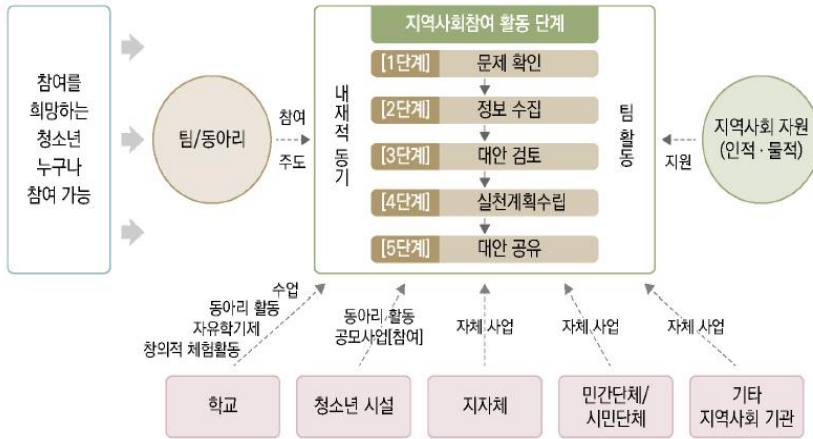 지역사회참여 활동 단계
참여를
희망하는
청소년
누구나
참여 가능
팀/동아리
참여
주도
내재적 동기
[1단계] 문제 확인
[2단계] 정보 수집
[3단계] 대안 검토
[4단계] 실천계획수립
[5단계] 대안 공유
팀 활동
지원
지역사회 자원
(인적·물적)
수업
동아리 활동
자유학기제
창의적 체험활동
동아리 활동
공모사업[참여]
자체 사업
자체 사업
자체 사업
학교
청소년 시설
지자체
민간단체/
시민단체
기타
지역사회 기관